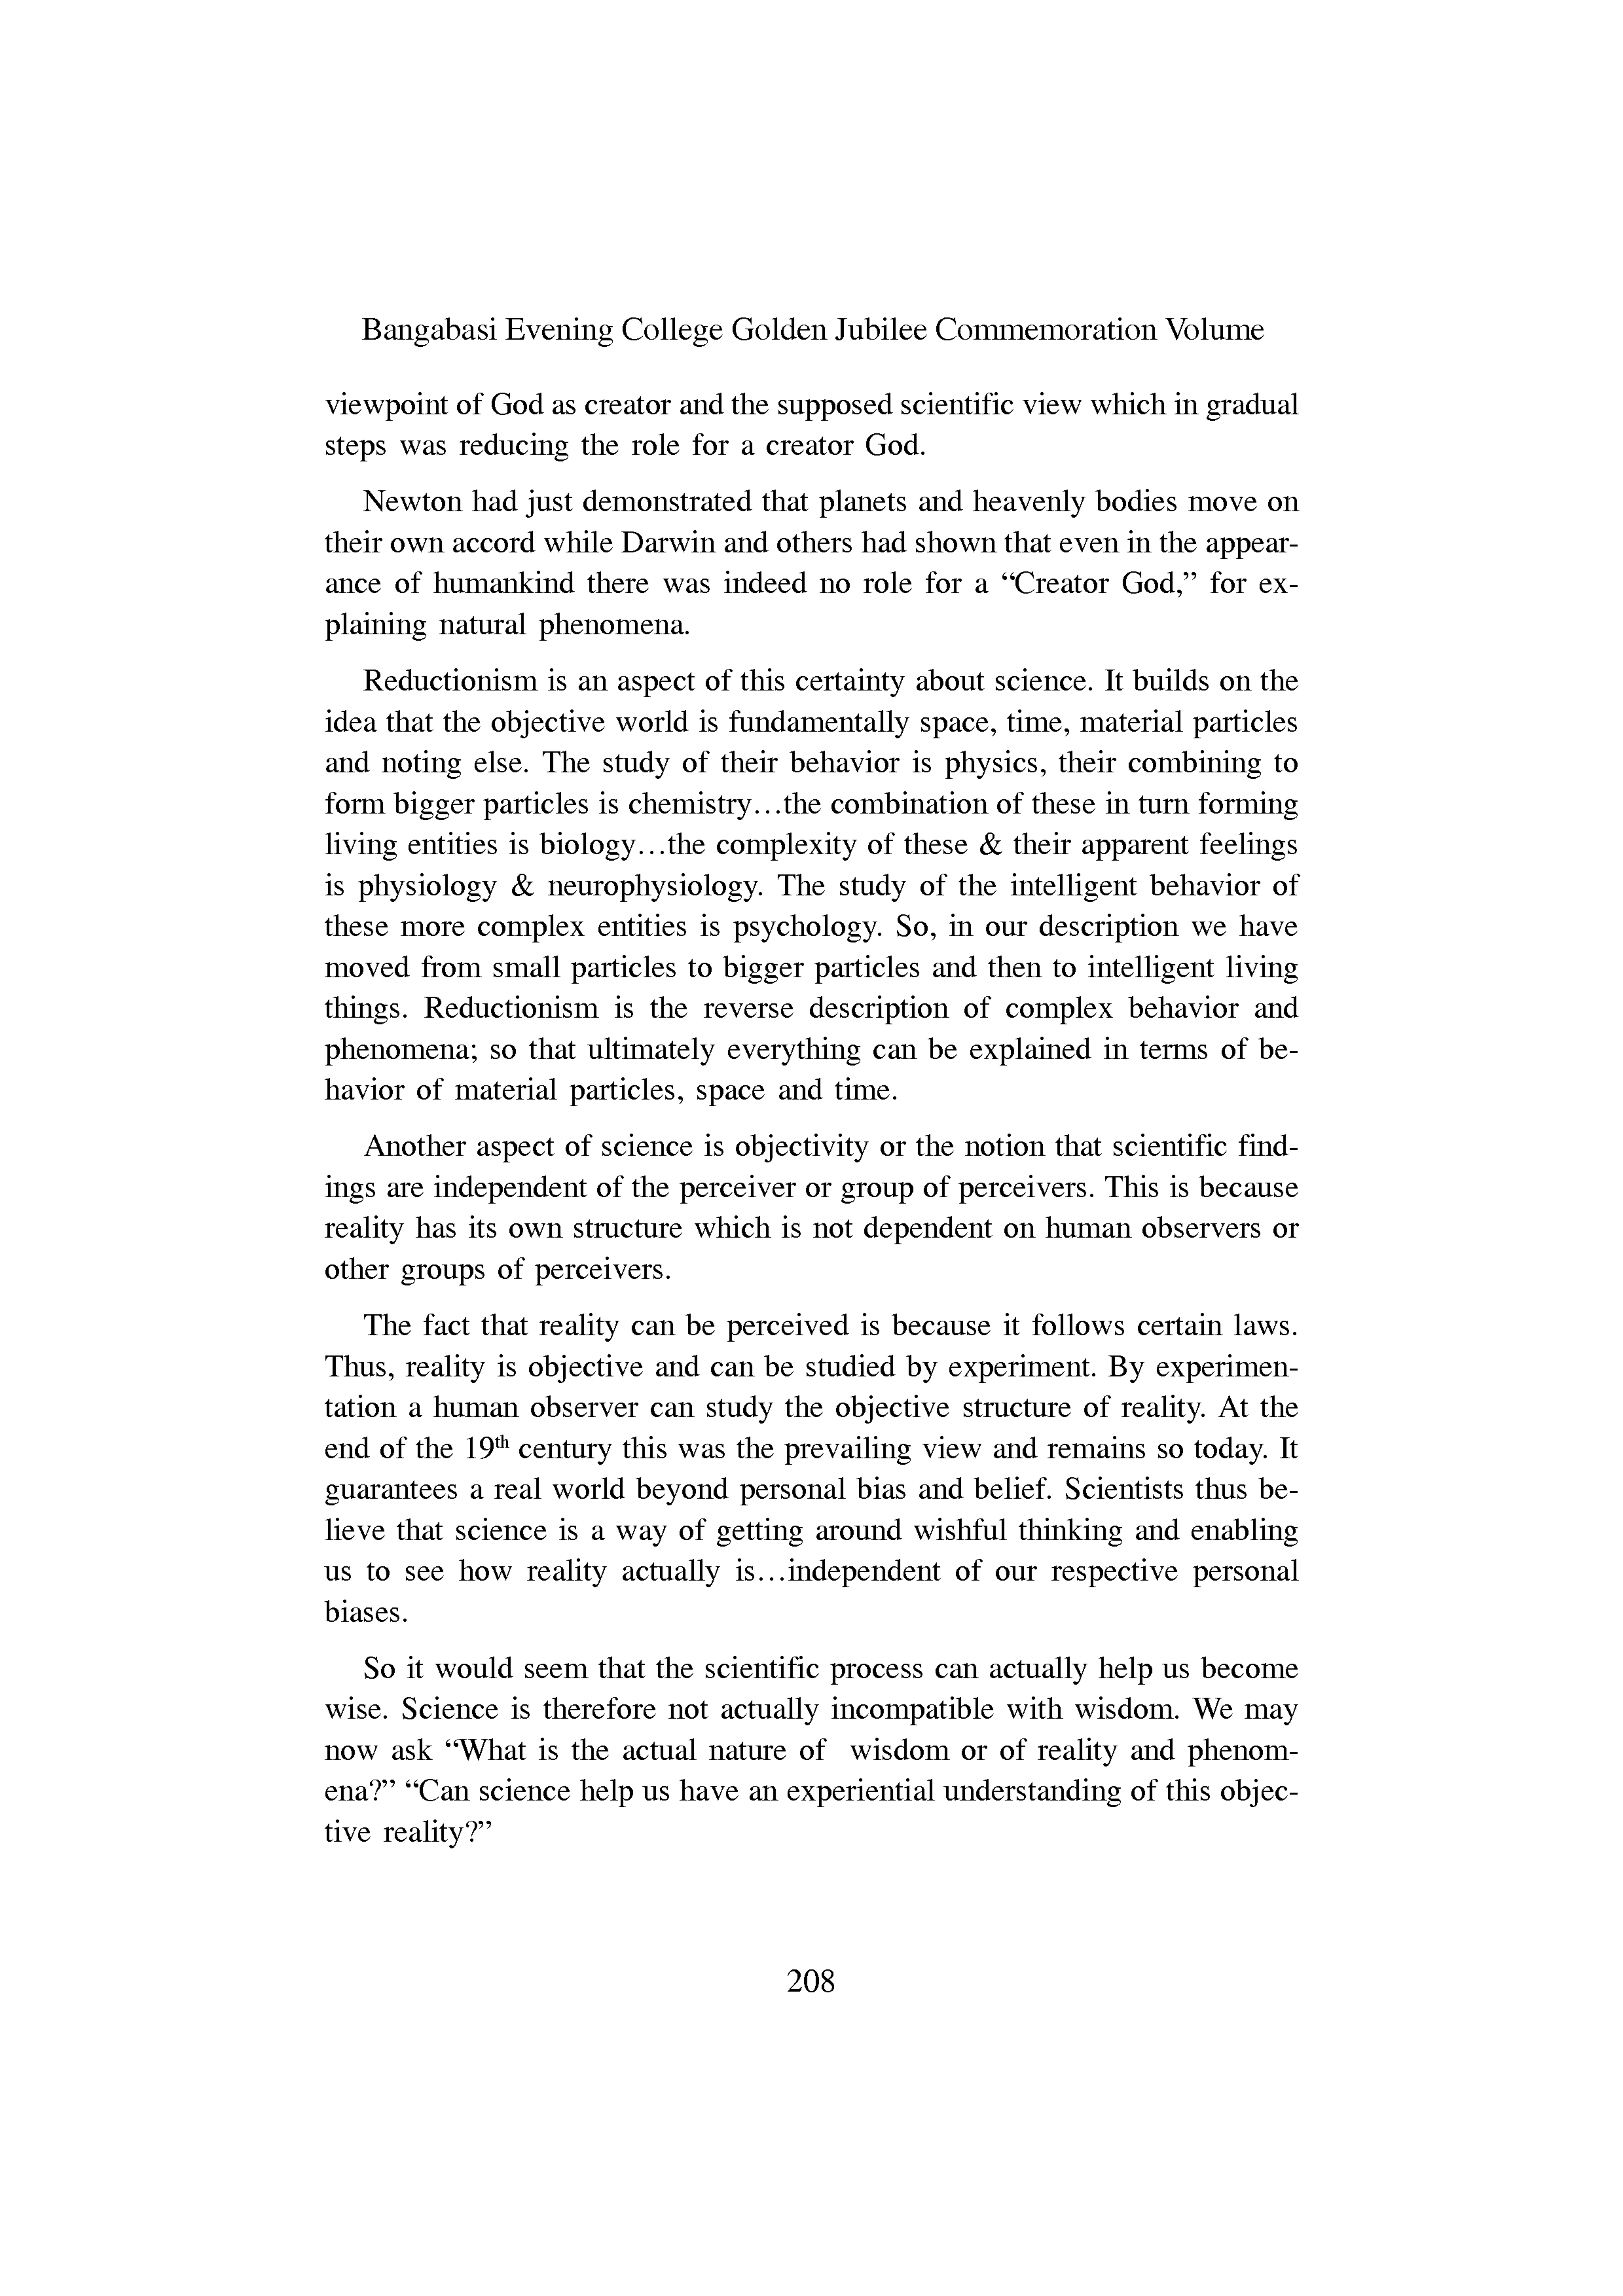 Bangabasi Evening College Golden Jubilee Commemoration Volume
viewpoint of God as creator and the supposed scientific view which in gradual
steps was reducing the role for a creator God.
Newton had just demonstrated that planets and heavenly bodies move on
their own accord while Darwin and others had shown that even in the appear-
ance of humankind there was indeed no role for a “Creator God,” for ex-
plaining natural phenomena.
Reductionism is an aspect of this certainty about science. It builds on the
idea that the objective world is fundamentally space, time, material particles
and noting else. The study of their behavior is physics, their combining to
form bigger particles is chemistry…the combination of these in turn forming
living entities is biology…the complexity of these & their apparent feelings
is physiology & neurophysiology. The study of the intelligent behavior of
these more complex entities is psychology. So, in our description we have
moved from small particles to bigger particles and then to intelligent living
things. Reductionism is the reverse description of complex behavior and
phenomena; so that ultimately everything can be explained in terms of be-
havior of material particles, space and time.
Another aspect of science is objectivity or the notion that scientific find-
ings are independent of the perceiver or group of perceivers. This is because
reality has its own structure which is not dependent on human observers or
other groups of perceivers.
The fact that reality can be perceived is because it follows certain laws.
Thus, reality is objective and can be studied by experiment. By experimen-
tation a human observer can study the objective structure of reality. At the
end of the 19th century this was the prevailing view and remains so today. It
guarantees a real world beyond personal bias and belief. Scientists thus be-
lieve that science is a way of getting around wishful thinking and enabling
us to see how reality actually is…independent of our respective personal
biases.
So it would seem that the scientific process can actually help us become
wise. Science is therefore not actually incompatible with wisdom. We may
now ask “What is the actual nature of wisdom or of reality and phenom-
ena?” “Can science help us have an experiential understanding of this objec-
tive reality?”
208